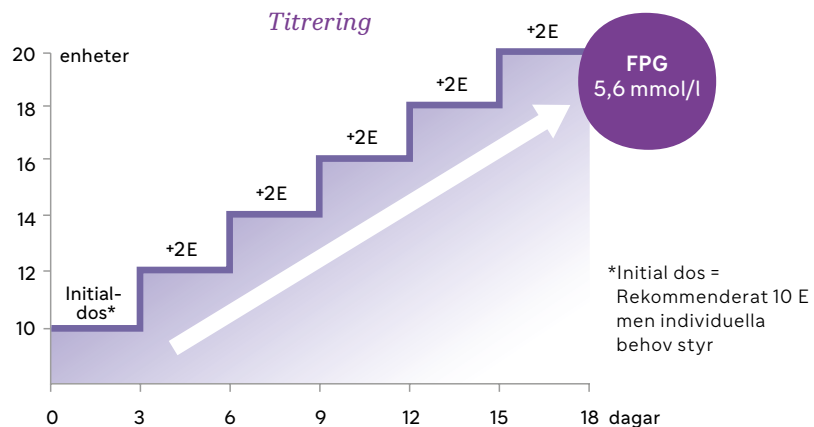 Titrering
20 enheter
+2E
FPG
5,6 mmol/l
18
+2E
16
+2E
14
+2E
12
+2E
Initial-
dos*
10
0 3 6 9 12 15 18 dagar
*Initial dos =
Rekommenderat 10 E
men individuella
behov styr